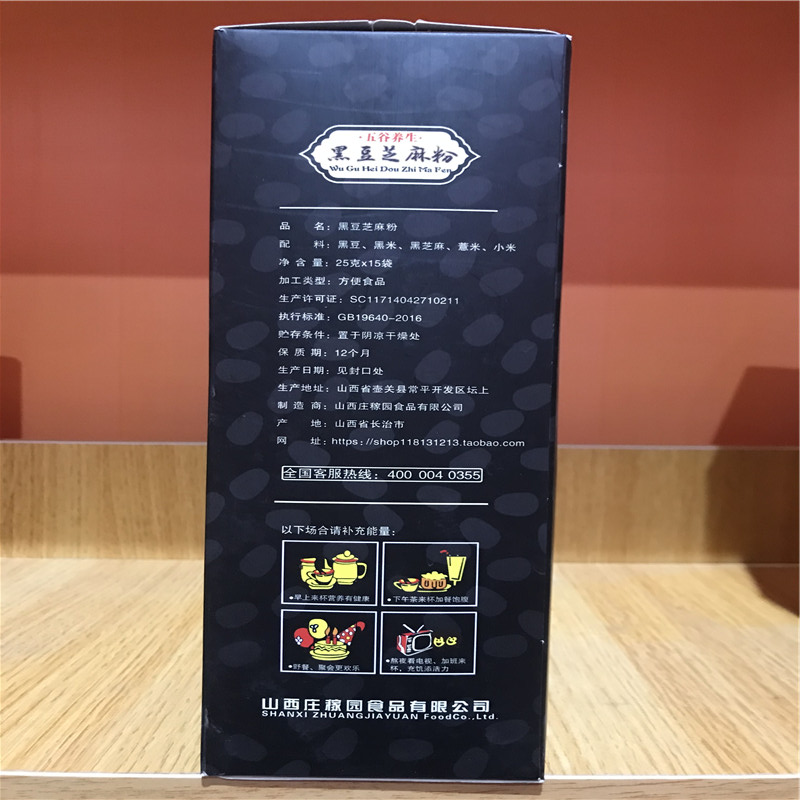 ·五谷养生·
黑豆芝麻粉
Wu Gu Hei Dou Zhi Ma Fen
品 名：黑豆芝麻粉
配 料：黑豆、黑米、黑芝麻、薏米、小米
净 含 量：25克x15袋
加工类型：方便食品
生产许可证：SC11714042710211
执行标准：GB19640-2016
贮存条件：置于阴凉干燥处
保 质 期：12个月
生产日期：见封口处
生产地址：山西省壶关县常平开发区坛上
制 造 商：山西庄稼园食品有限公司
产 地：山西省长治市
网 址：https://shop118131213.taobao.com
全国客服热线：400 004 0355
以下场合请补充能量：
●早上来杯营养有健康
●下午茶来杯加餐饱腹
●野餐、聚会更欢乐
●熬夜看电视、加班来
杯，充饥添活力
山西庄稼园食品有限公司
SHANXI ZHUANGJIAYUAN FoodCo.,Ltd.